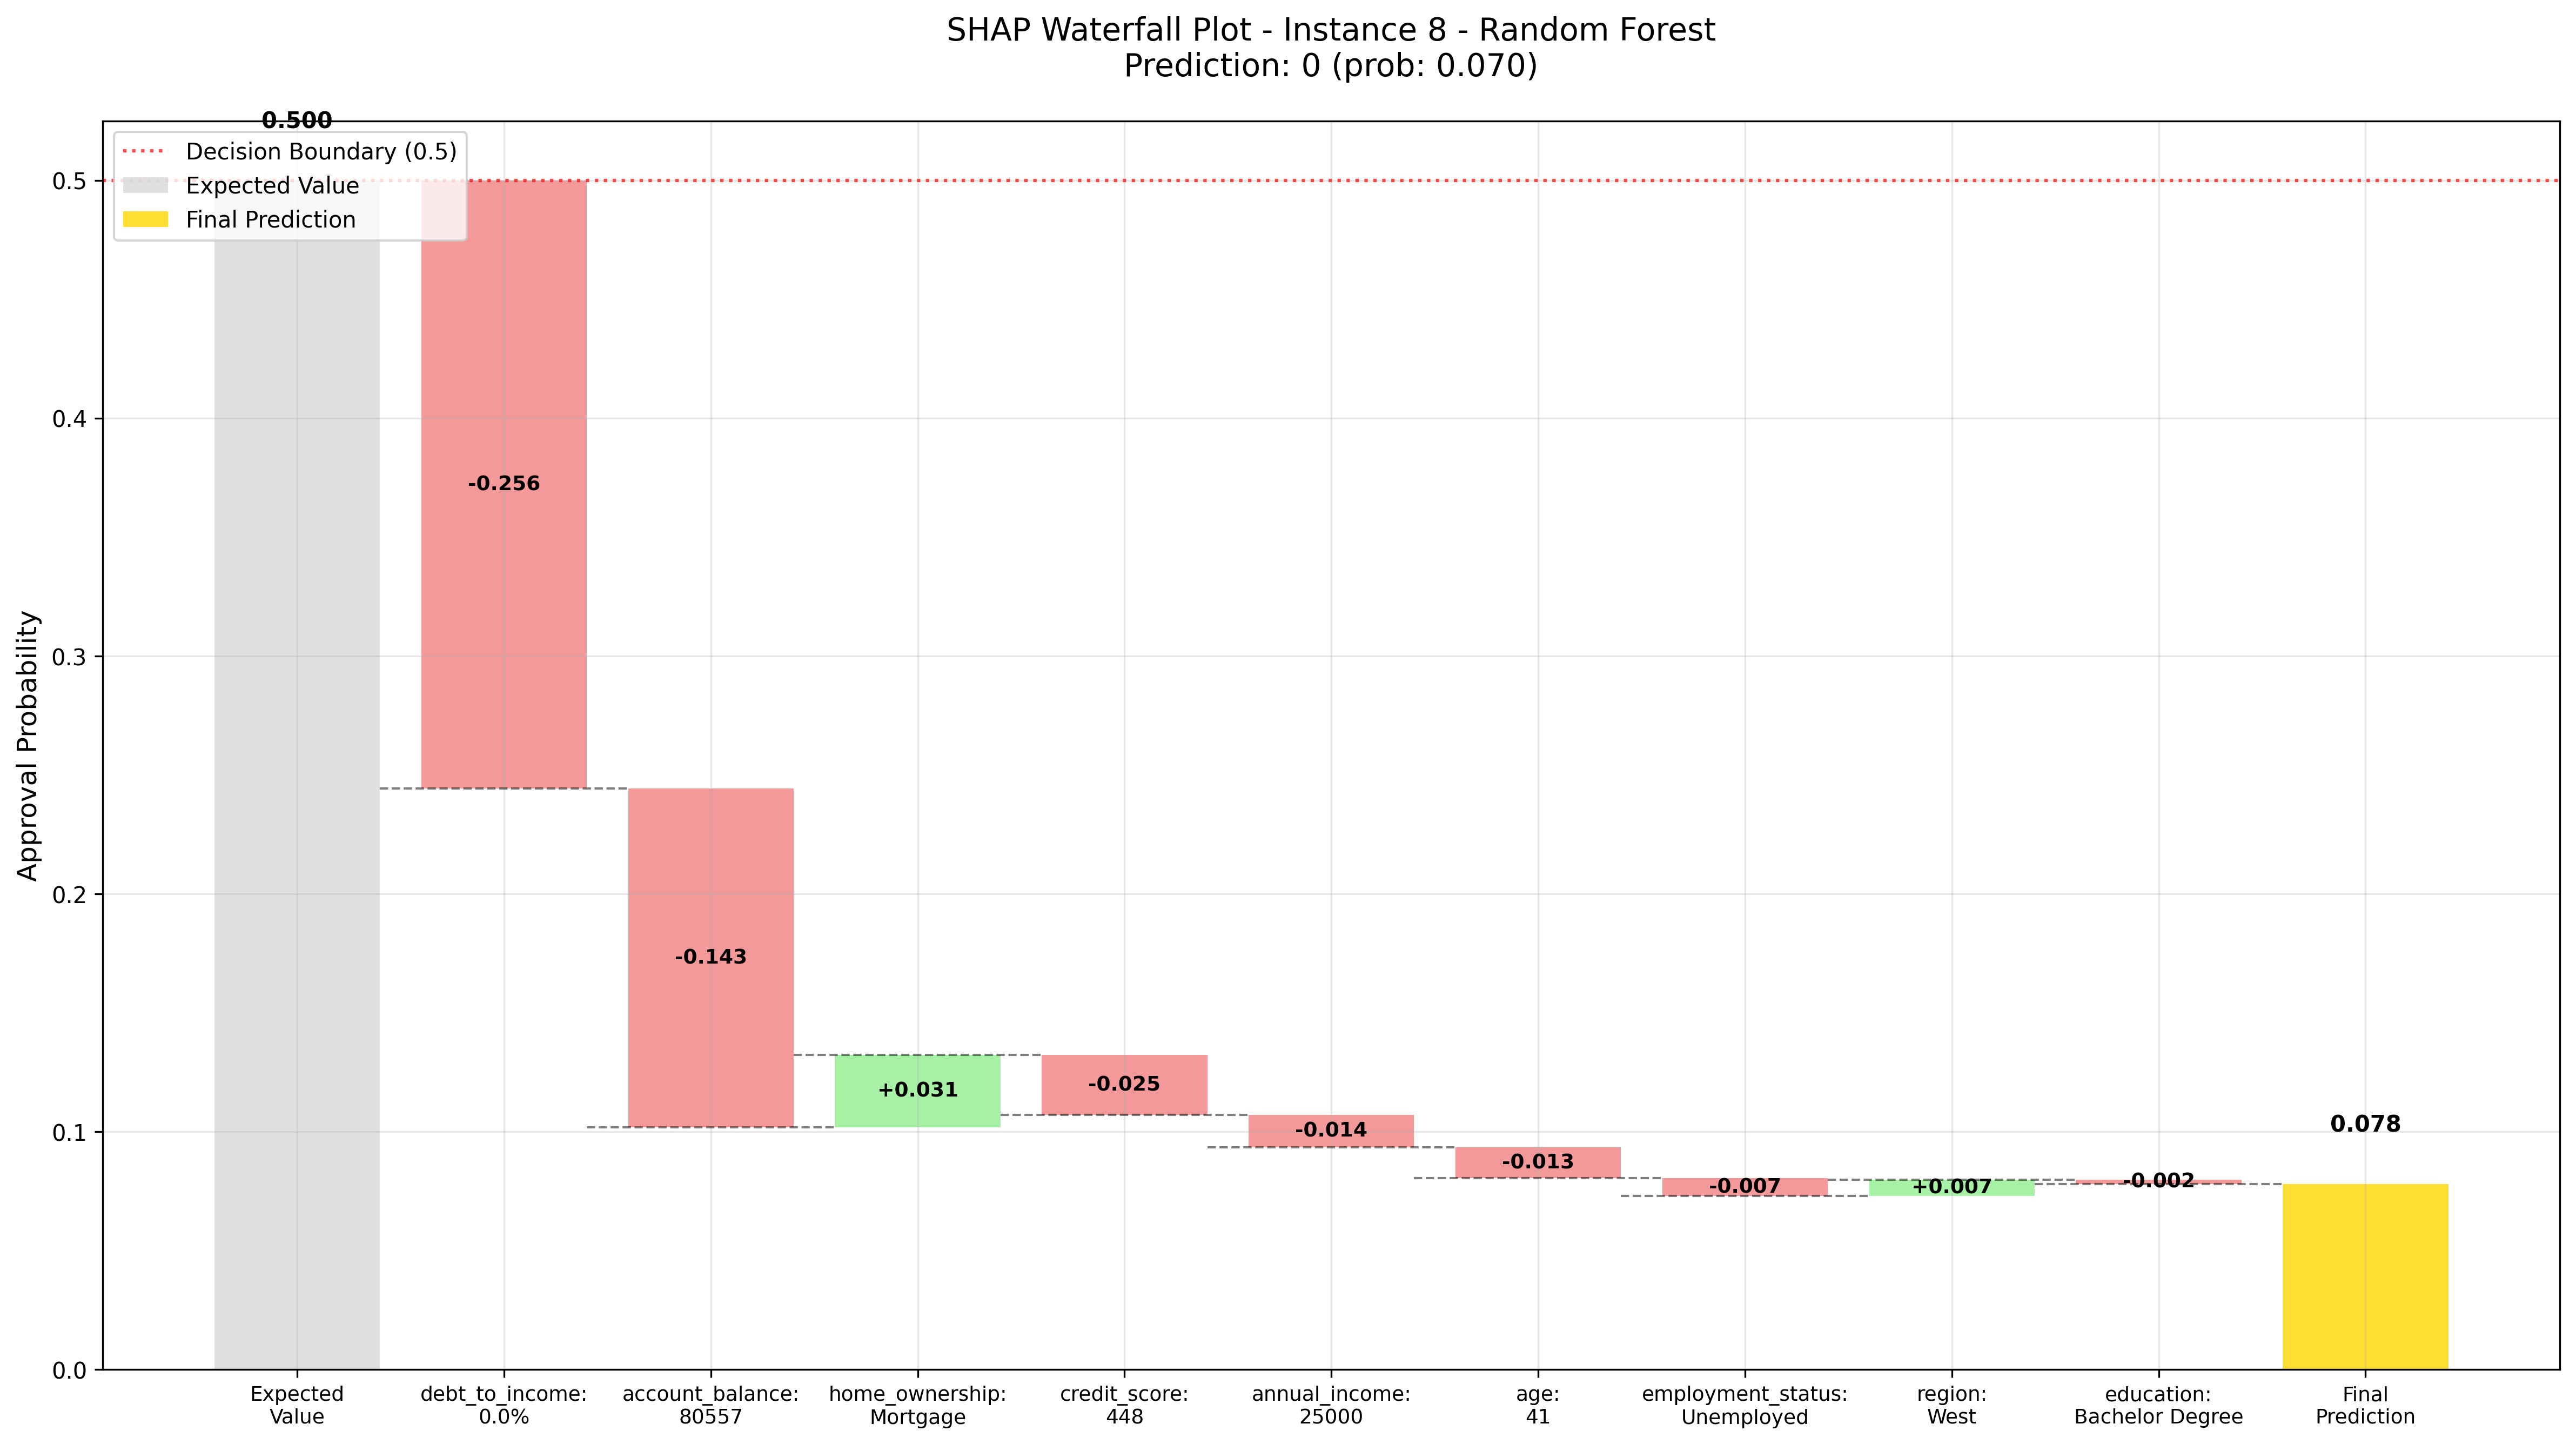 SHAP Waterfall Plot - Instance 8 - Random Forest
Prediction: 0 (prob: 0.070)
0.500
Decision Boundary (0.5)
Expected Value
Final Prediction
Approval Probability
0.5
0.4
0.3
0.2
0.1
0.0
-0.256
-0.143
+0.031
-0.025
-0.014
-0.013
-0.007
+0.007
-0.002
0.078
Expected
Value
debt_to_income:
0.0%
account_balance:
80557
home_ownership:
Mortgage
credit_score:
448
annual_income:
25000
age:
41
employment_status:
Unemployed
region:
West
education:
Bachelor Degree
Final
Prediction